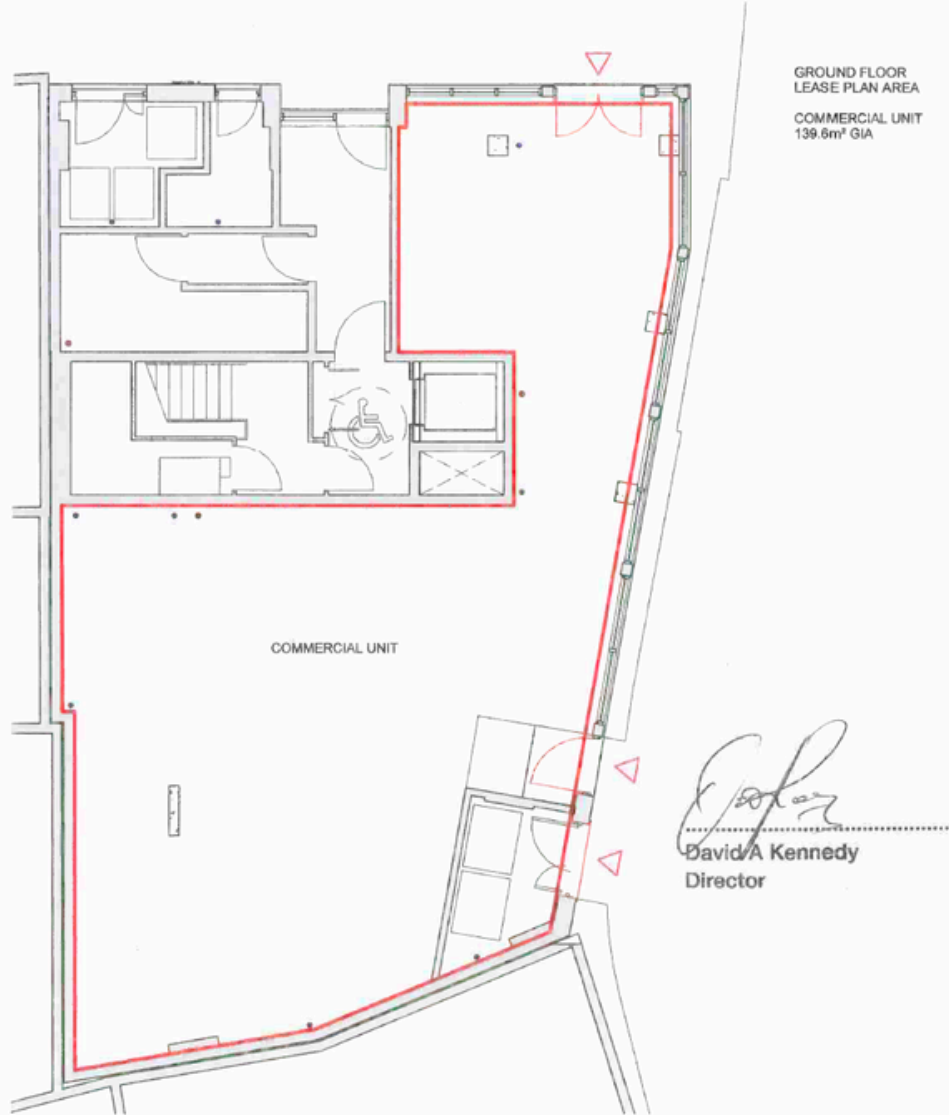 GROUND FLOOR
LEASE PLAN AREA
COMMERCIAL UNIT
139.6m² GIA
COMMERCIAL UNIT
David A Kennedy
Director